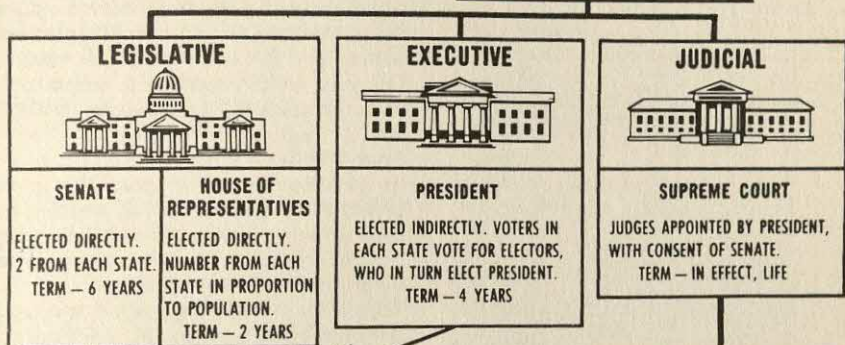 LEGISLATIVE
SENATE
ELECTED DIRECTLY.
2 FROM EACH STATE.
TERM — 6 YEARS
HOUSE OF
REPRESENTATIVES
ELECTED DIRECTLY.
NUMBER FROM EACH
STATE IN PROPORTION
TO POPULATION.
TERM — 2 YEARS
EXECUTIVE
PRESIDENT
ELECTED INDIRECTLY. VOTERS IN
EACH STATE VOTE FOR ELECTORS,
WHO IN TURN ELECT PRESIDENT.
TERM — 4 YEARS
JUDICIAL
SUPREME COURT
JUDGES APPOINTED BY PRESIDENT,
WITH CONSENT OF SENATE.
TERM — IN EFFECT, LIFE